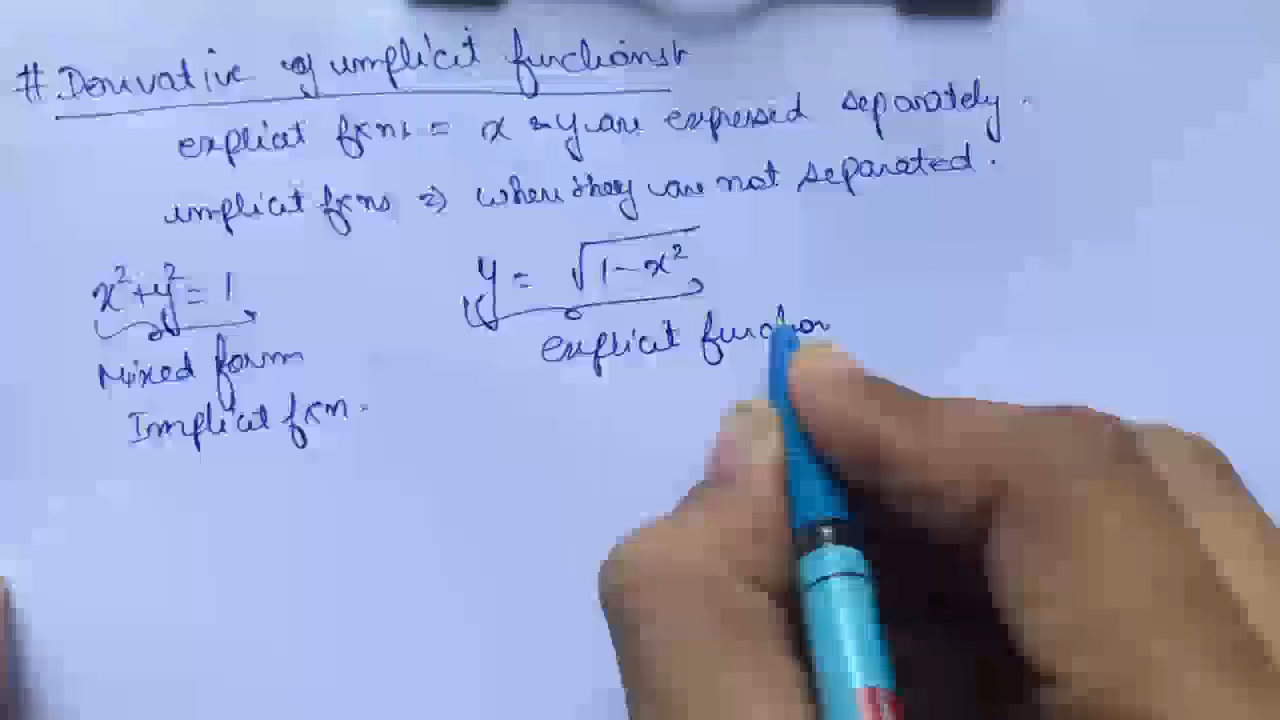 # Derivative of implicit functions
explicit fxns = x & y are expressed separately.
implicit fxns ⇒ where they are not separated.
x² + y² = 1
Mixed form
Implicit fxn.
y = √1-x²
explicit function